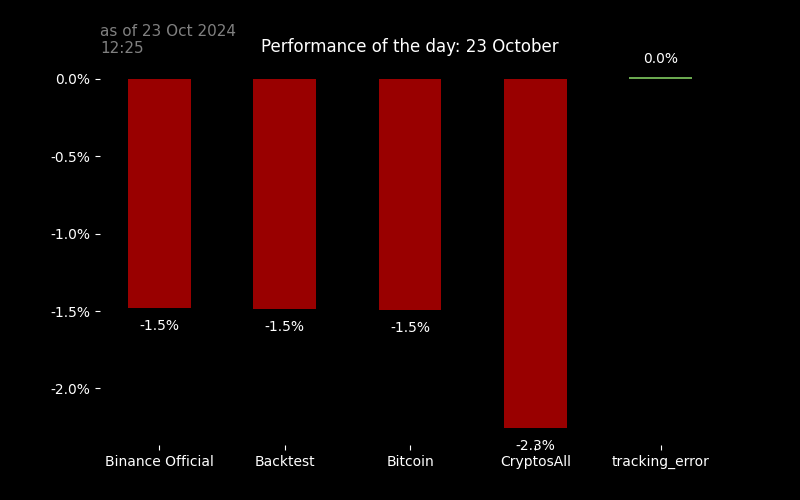 as of 23 Oct 2024
12:25
Performance of the day: 23 October
0.0%
0.0%
-0.5%
-1.0%
-1.5%
-2.0%
-1.5%
-1.5%
-1.5%
-2.3%
Binance Official
Backtest
Bitcoin
CryptosAll
tracking_error